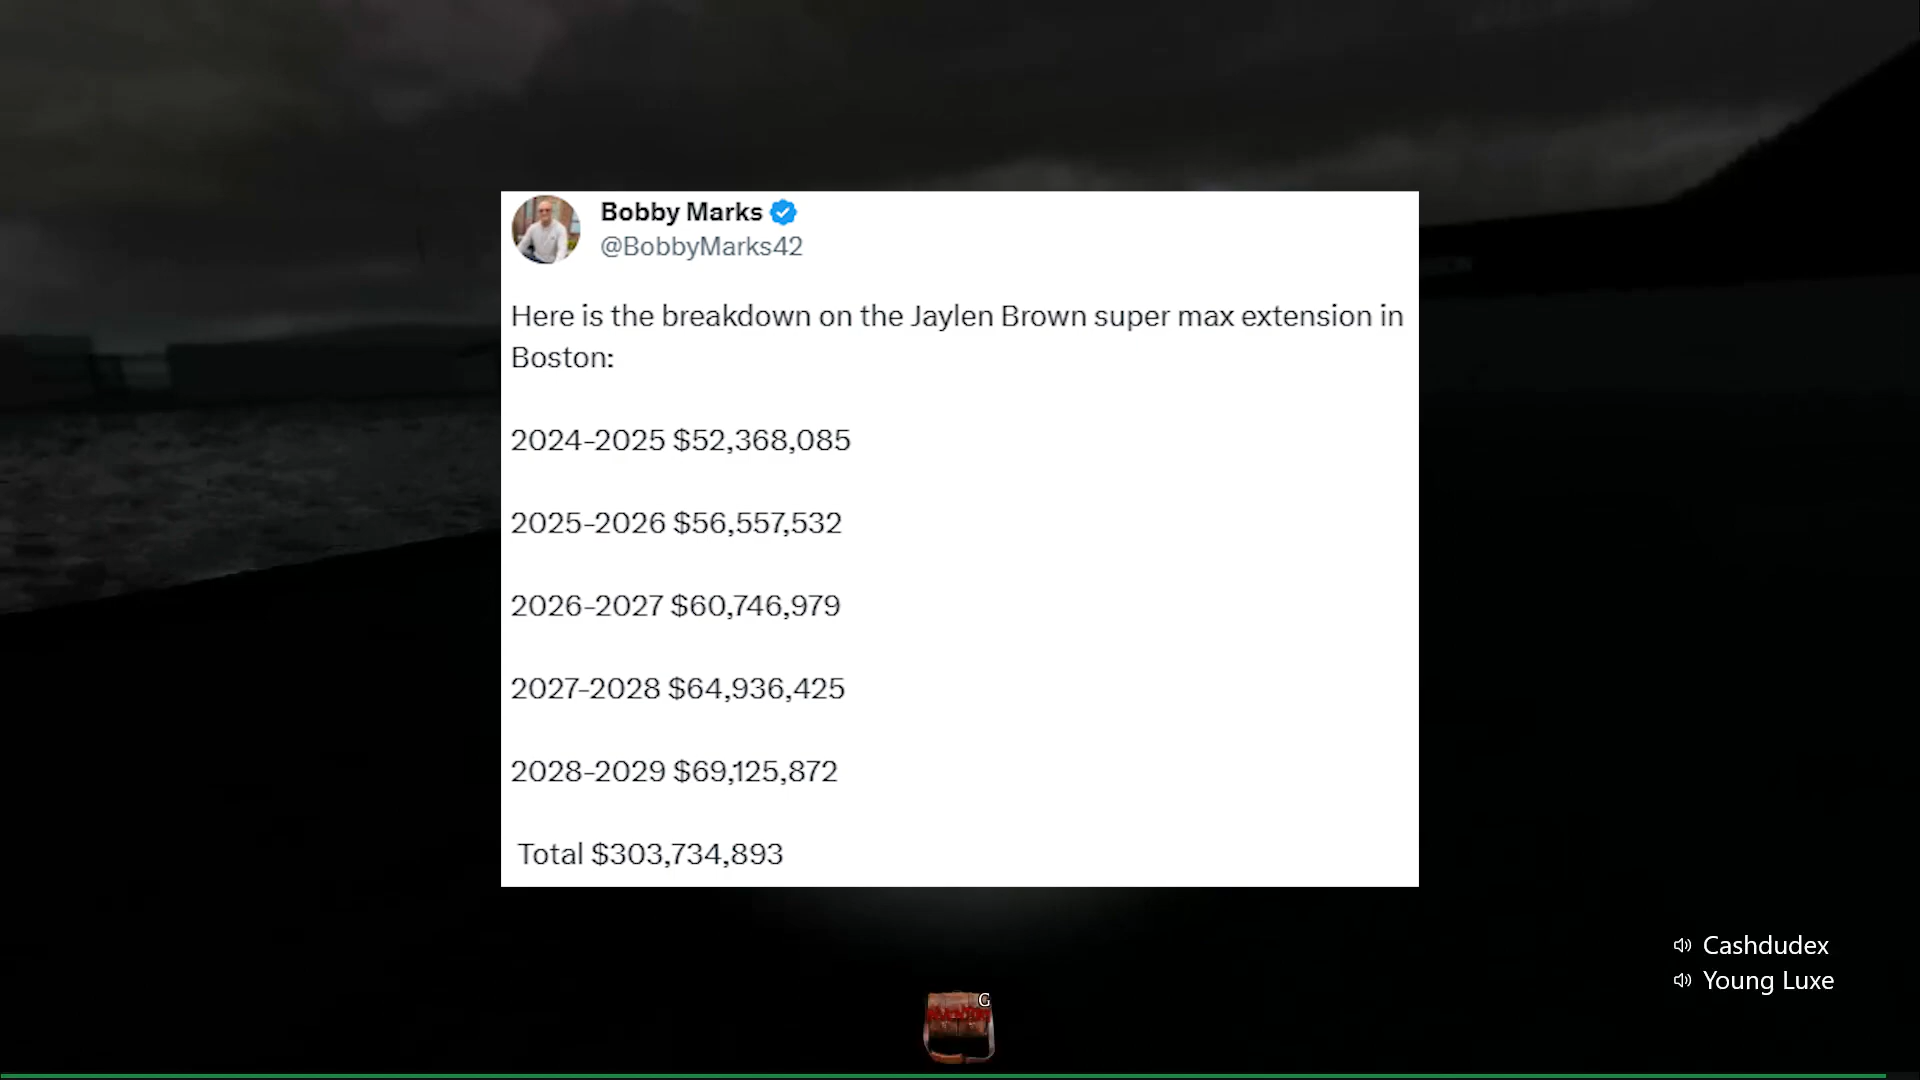 Bobby Marks
@BobbyMarks42
Here is the breakdown on the Jaylen Brown super max extension in
Boston:
2024-2025 $52,368,085
2025-2026 $56,557,532
2026-2027 $60,746,979
2027-2028 $64,936,425
2028-2029 $69,125,872
Total $303,734,893
Cashdudex
Young Luxe
G